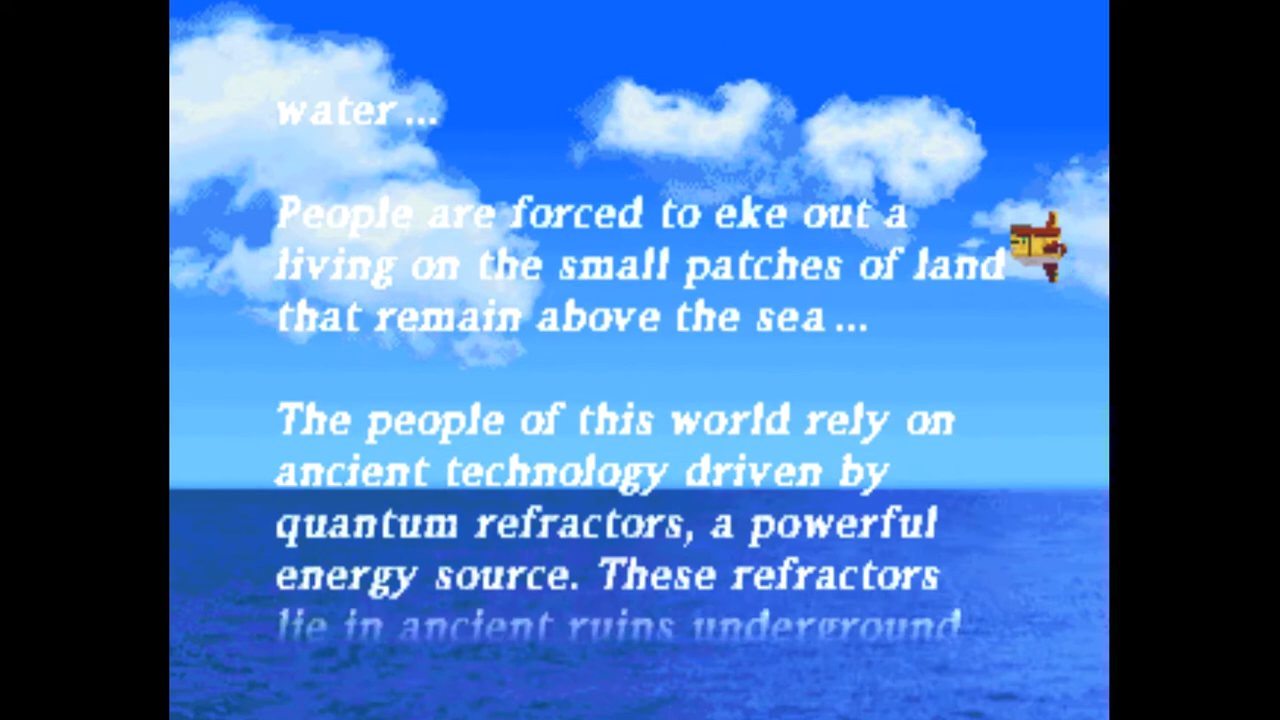 water...
People are forced to eke out a
living on the small patches of land
that remain above the sea...
The people of this world rely on
ancient technology driven by
quantum refractors, a powerful
energy source. These refractors
lie in ancient ruins underground